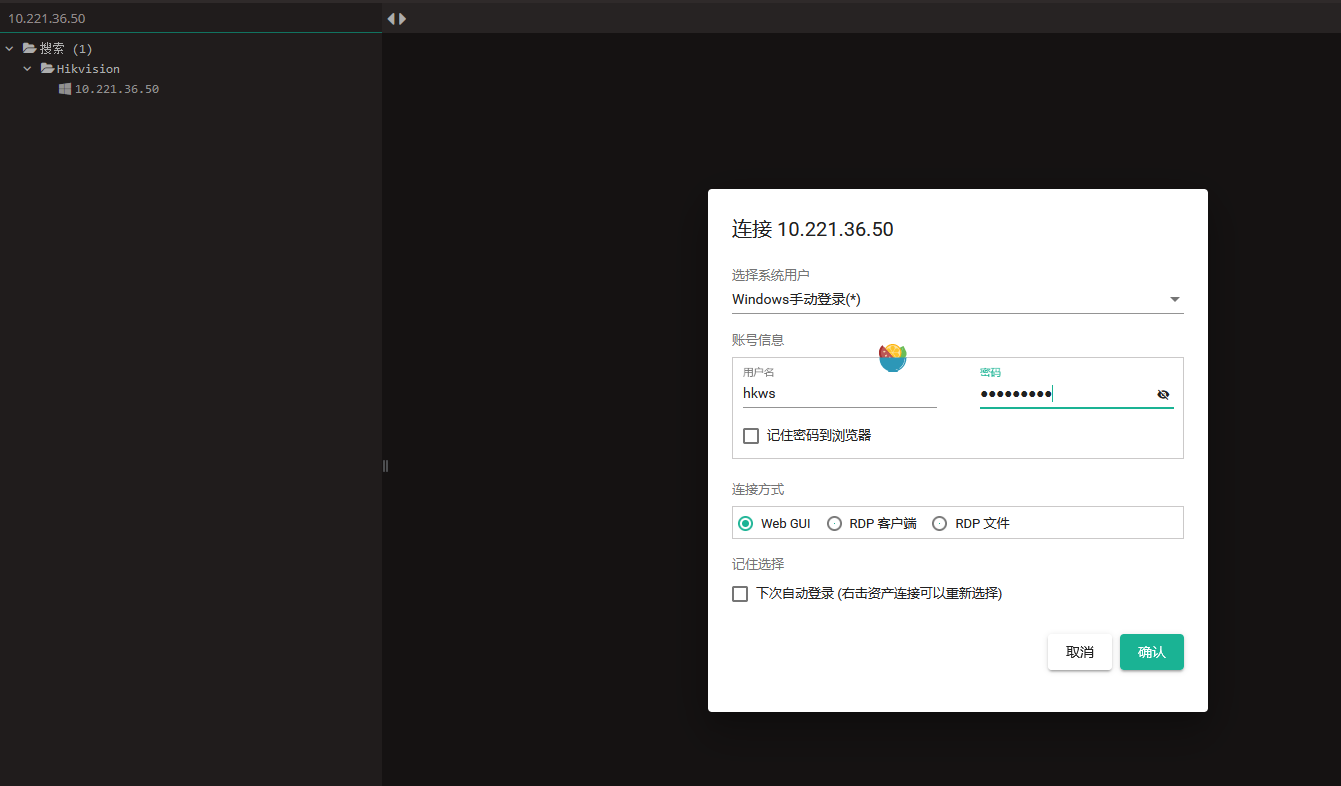 10.221.36.50
搜索 (1)
Hikvision
10.221.36.50
连接 10.221.36.50
选择系统用户
Windows手动登录(*)
账号信息
用户名 密码
hkws ●●●●●●●●●
记住密码到浏览器
连接方式
Web GUI RDP 客户端 RDP 文件
记住选择
下次自动登录 (右击资产连接可以重新选择)
取消 确认